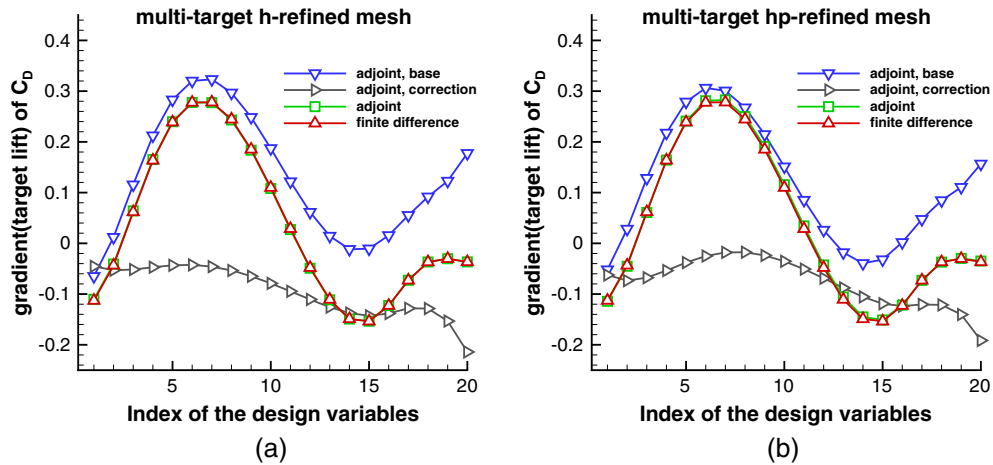 multi-target h-refined mesh
gradient(target lift) of C_D
0.4
0.3
0.2
0.1
0
-0.1
-0.2
adjoint, base
adjoint, correction
adjoint
finite difference
5
10
15
20
Index of the design variables
(a)
multi-target hp-refined mesh
gradient(target lift) of C_D
0.4
0.3
0.2
0.1
0
-0.1
-0.2
adjoint, base
adjoint, correction
adjoint
finite difference
5
10
15
20
Index of the design variables
(b)